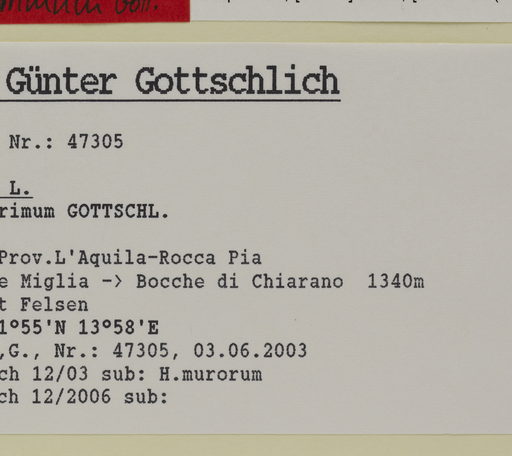 Gott.
Günter Gottschlich
Nr.: 47305
L.
rimum GOTTSCHL.
Prov.L'Aquila-Rocca Pia
e Miglia -> Bocche di Chiarano 1340m
t Felsen
1°55'N 13°58'E
,G., Nr.: 47305, 03.06.2003
ch 12/03 sub: H.murorum
ch 12/2006 sub: